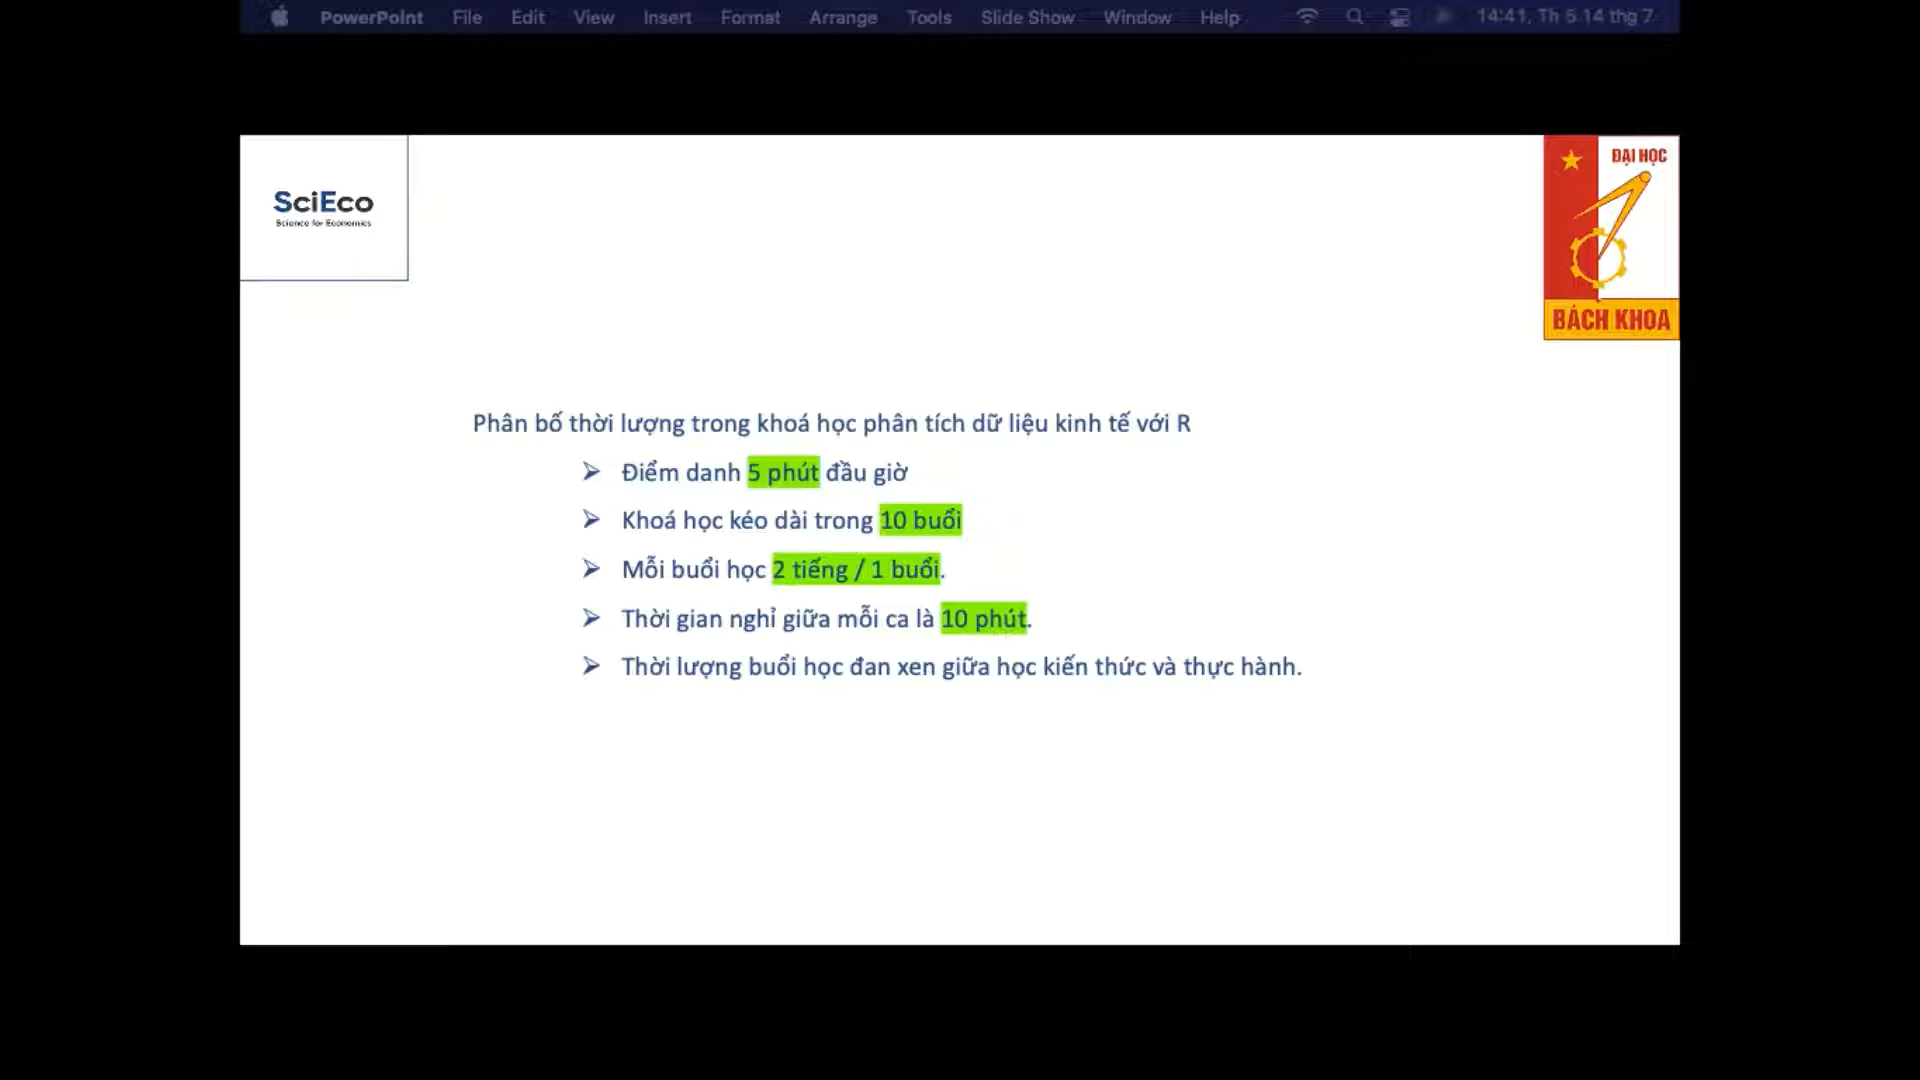 PowerPoint File Edit View Insert Format Arrange Tools Slide Show Window Help 14:41, Th 5 14 thg 7
SciEco
Science for Economics
ĐẠI HỌC
BÁCH KHOA
Phân bố thời lượng trong khoá học phân tích dữ liệu kinh tế với R
➢ Điểm danh 5 phút đầu giờ
➢ Khoá học kéo dài trong 10 buổi
➢ Mỗi buổi học 2 tiếng / 1 buổi.
➢ Thời gian nghỉ giữa mỗi ca là 10 phút.
➢ Thời lượng buổi học đan xen giữa học kiến thức và thực hành.